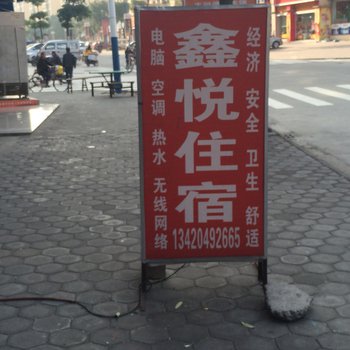 鑫悦住宿
经济 安全 卫生 舒适
电脑 空调 热水 无线网络
13420492665